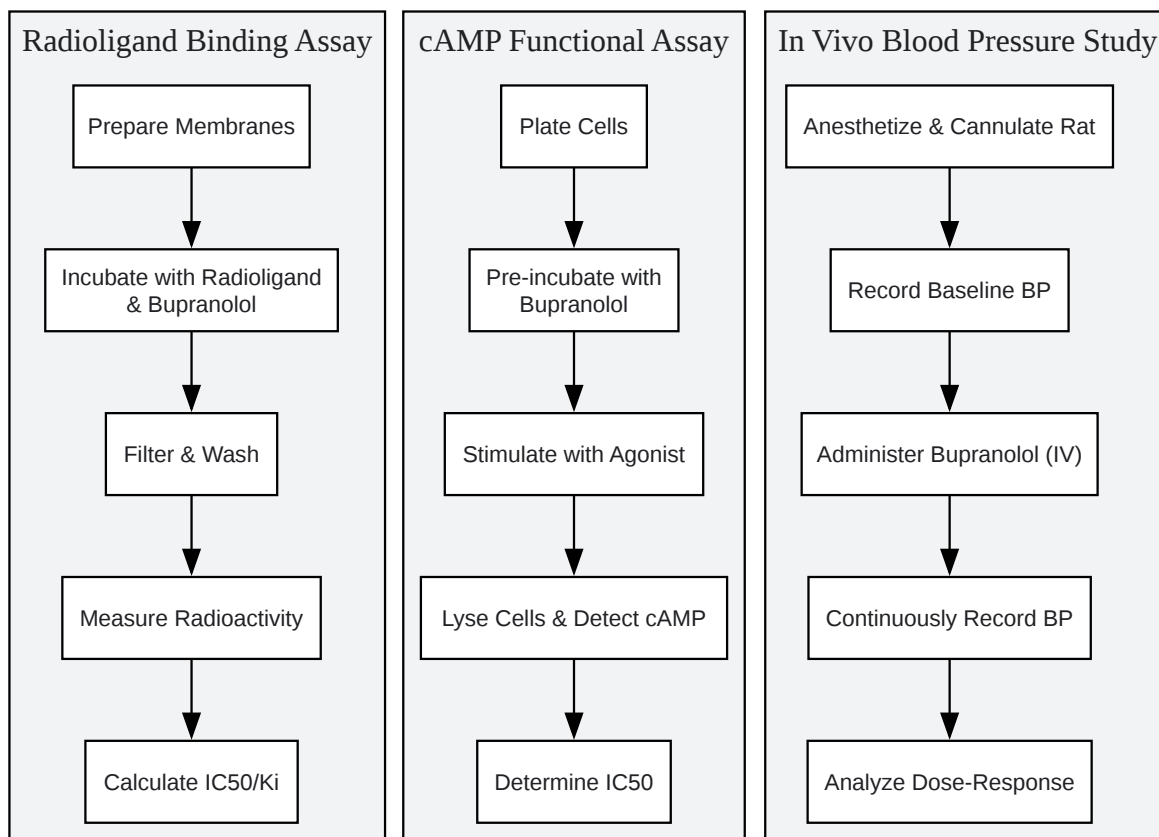 Radioligand Binding Assay
Prepare Membranes
Incubate with Radioligand
& Bupranolol
Filter & Wash
Measure Radioactivity
Calculate IC50/Ki
cAMP Functional Assay
Plate Cells
Pre-incubate with
Bupranolol
Stimulate with Agonist
Lyse Cells & Detect cAMP
Determine IC50
In Vivo Blood Pressure Study
Anesthetize & Cannulate Rat
Record Baseline BP
Administer Bupranolol (IV)
Continuously Record BP
Analyze Dose-Response